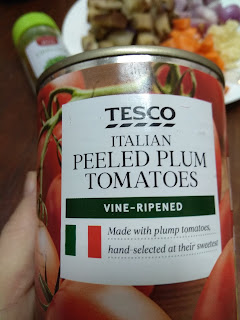 TESCO
ITALIAN
PEELED PLUM
TOMATOES
VINE-RIPENED
Made with plump tomatoes,
hand-selected at their sweetest